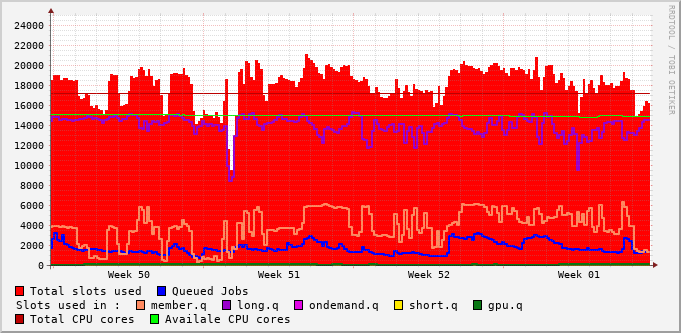 RRDTOOL / TOBI OETIKER
24000
22000
20000
18000
16000
14000
12000
10000
8000
6000
4000
2000
0
Week 50 Week 51 Week 52 Week 01
Total slots used Queued Jobs
Slots used in : member.q long.q ondemand.q short.q gpu.q
Total CPU cores Availale CPU cores